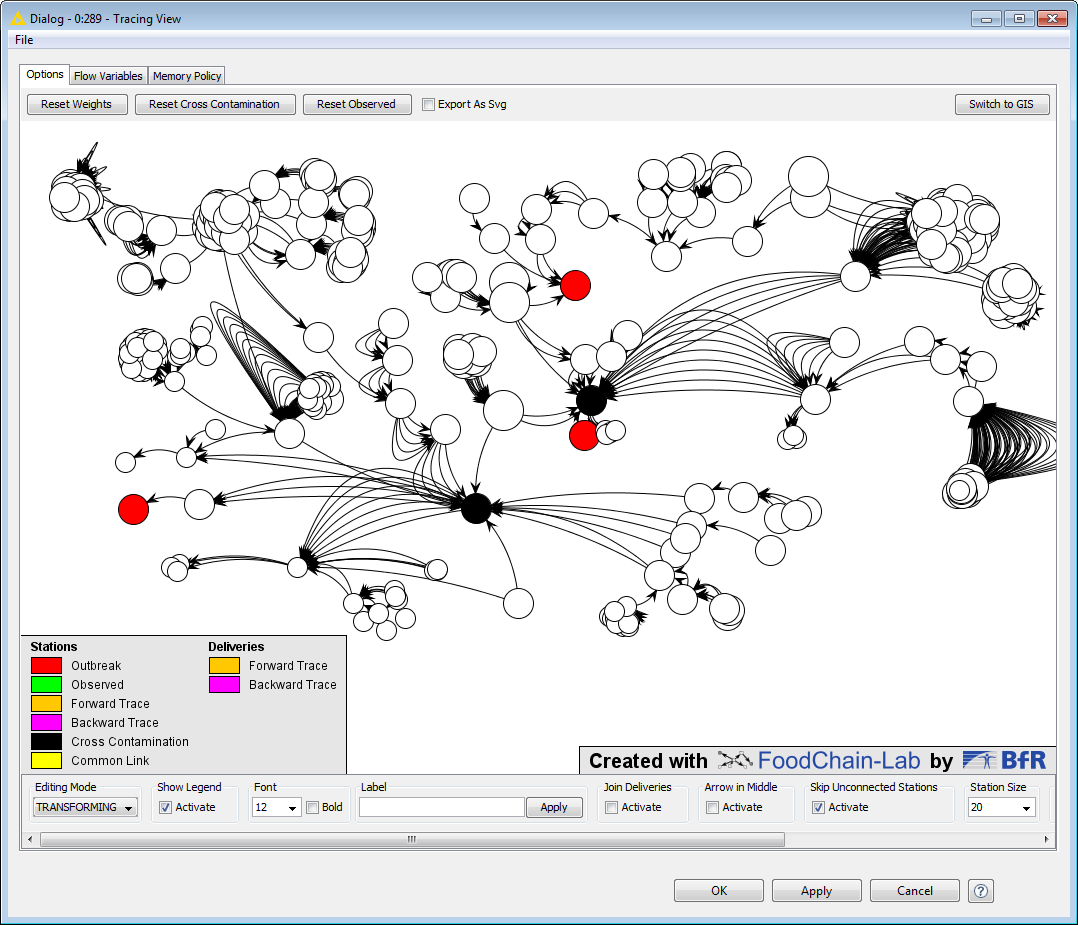 Dialog - 0:289 - Tracing View
File
Options Flow Variables Memory Policy
Reset Weights Reset Cross Contamination Reset Observed Export As Svg Switch to GIS
Stations Deliveries
Outbreak Forward Trace
Observed Backward Trace
Forward Trace
Backward Trace
Cross Contamination
Common Link
Created with FoodChain-Lab by BfR
Editing Mode Show Legend Font Label Join Deliveries Arrow in Middle Skip Unconnected Stations Station Size
TRANSFORMING Activate 12 Bold Apply Activate Activate Activate 20
OK Apply Cancel ?